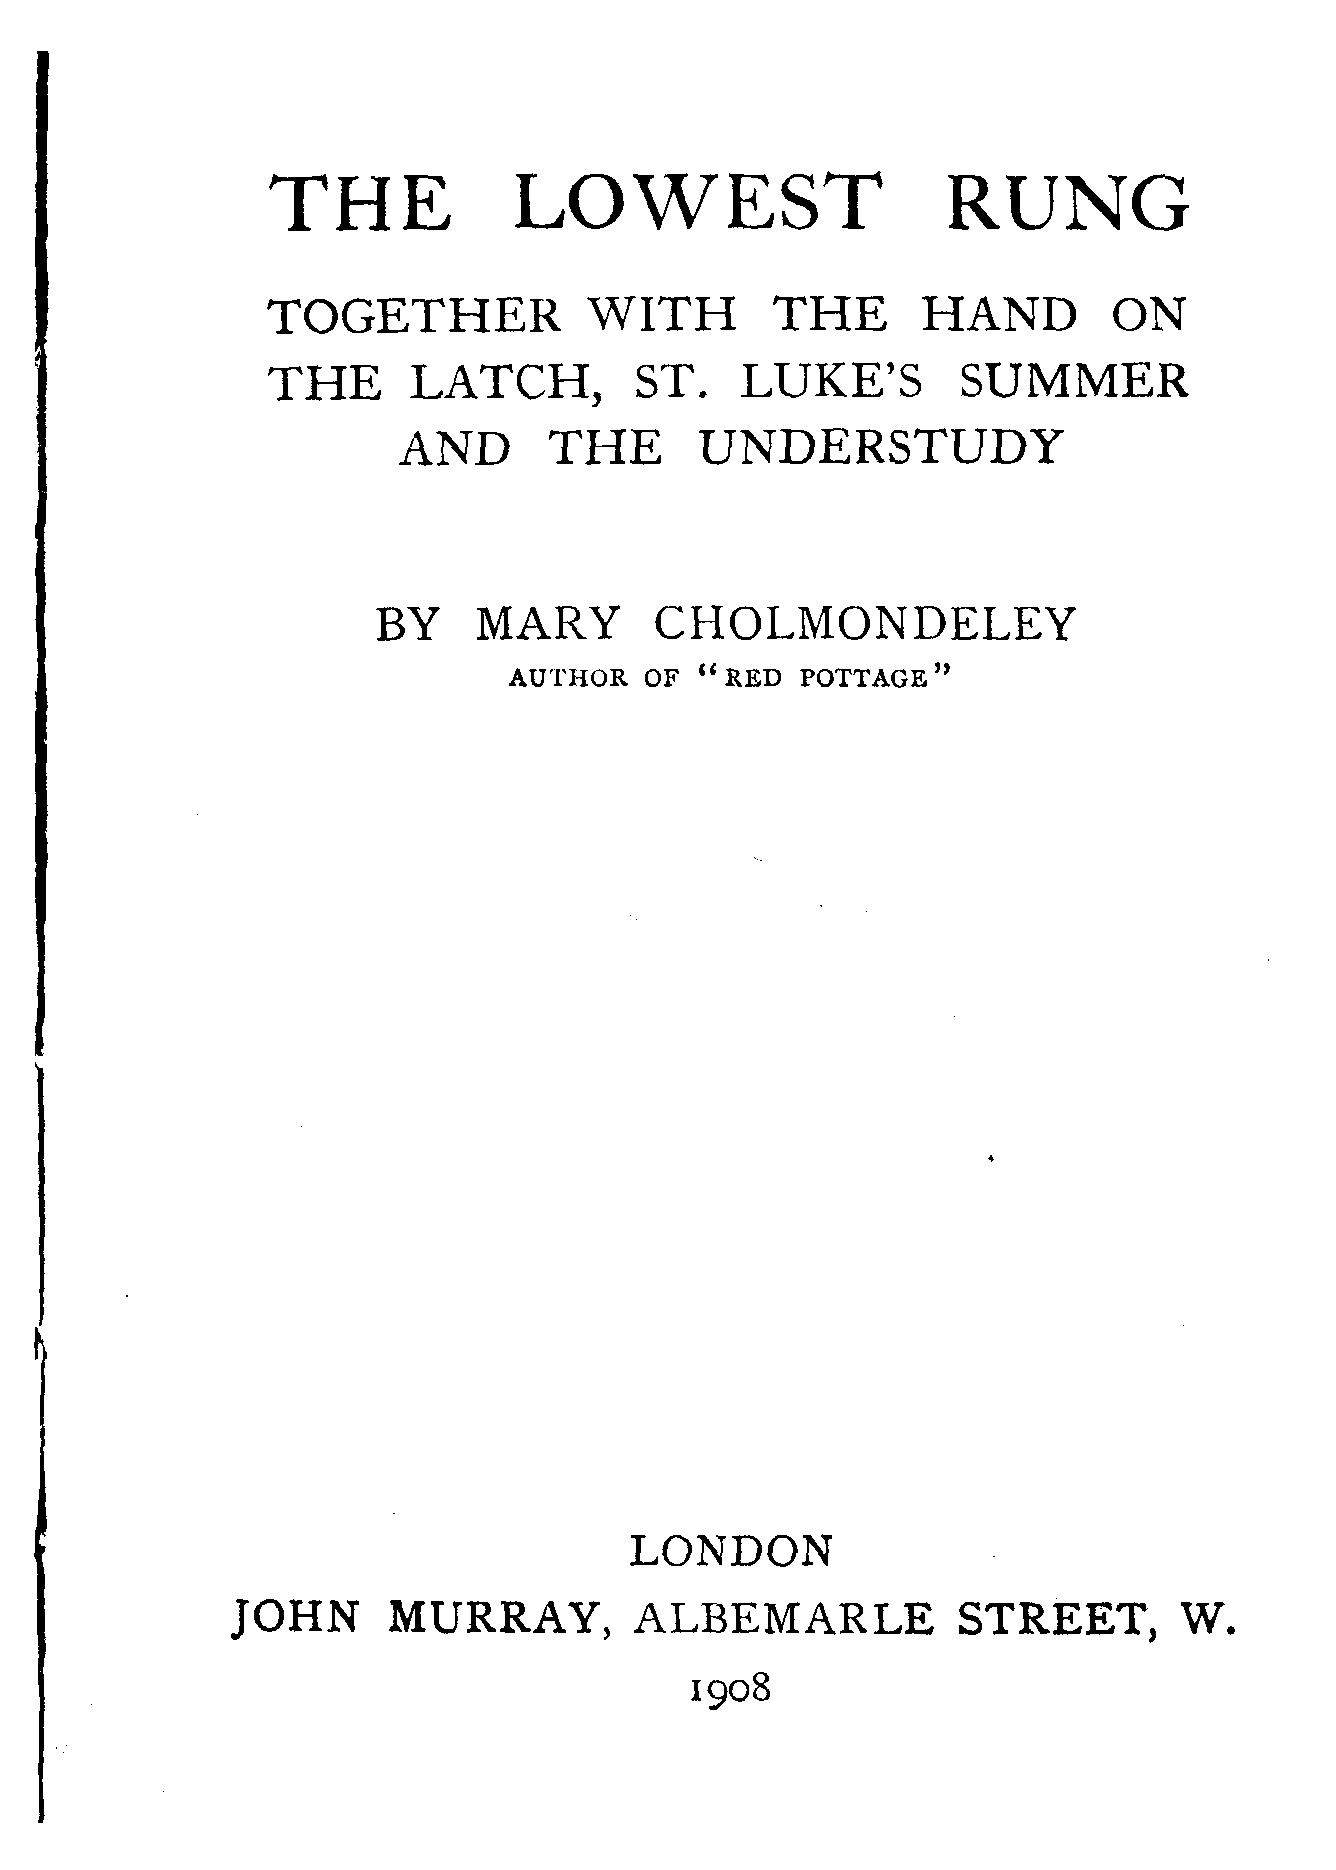 THE LOWEST RUNG
TOGETHER WITH THE HAND ON
THE LATCH, ST. LUKE'S SUMMER
AND THE UNDERSTUDY
BY MARY CHOLMONDELEY
AUTHOR OF “RED POTTAGE”
LONDON
JOHN MURRAY, ALBEMARLE STREET, W.
1908